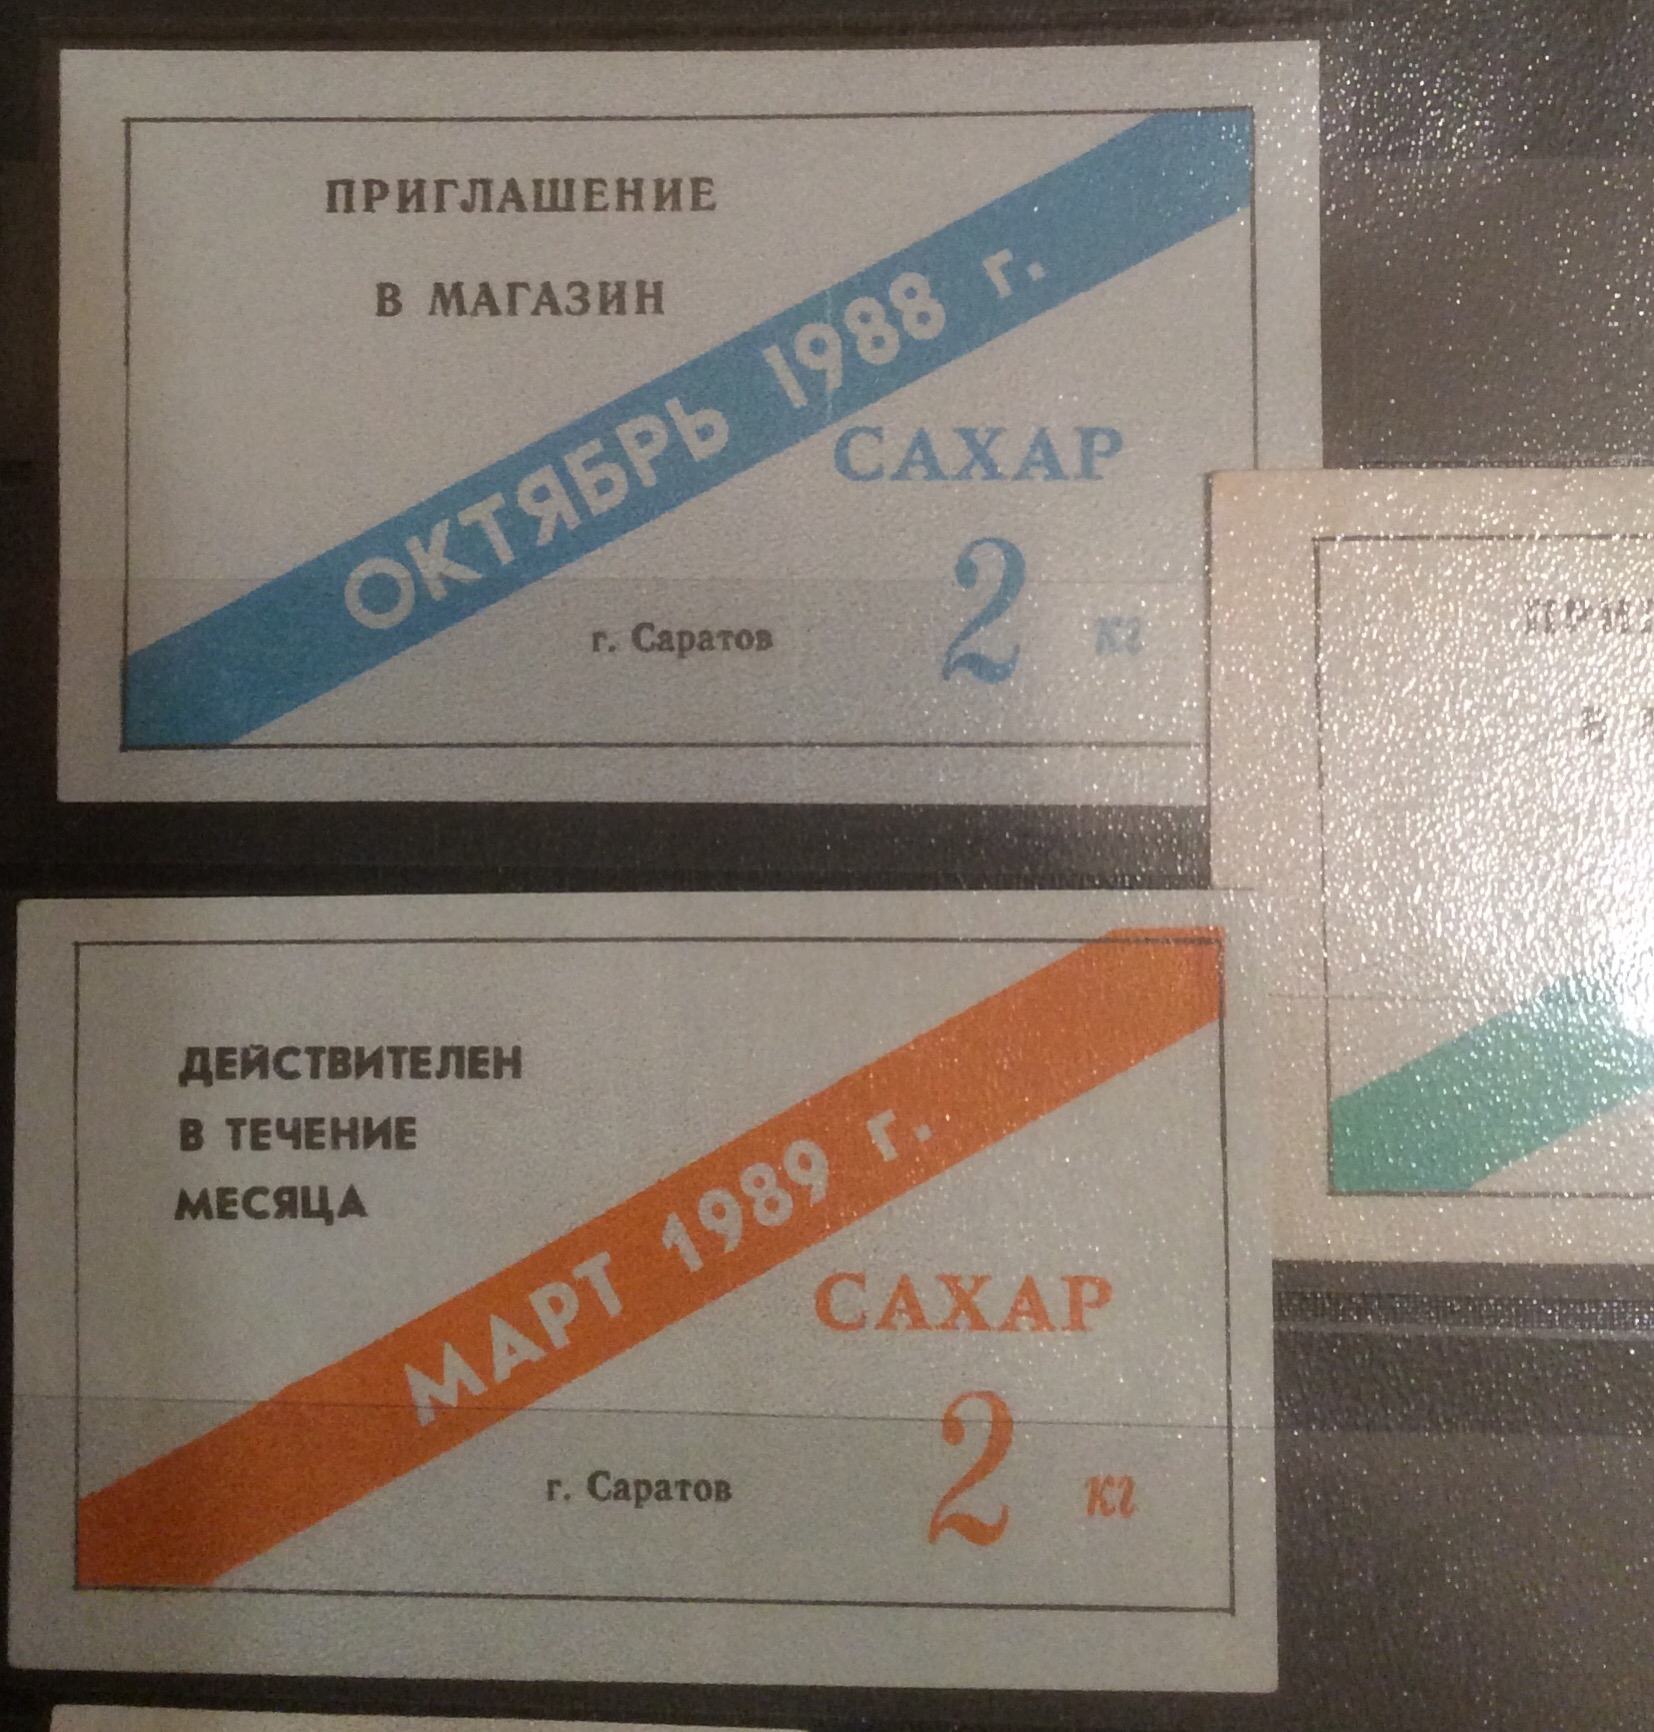 ПРИГЛАШЕНИЕ
В МАГАЗИН
ОКТЯБРЬ 1988 г.
САХАР
2 кг
г. Саратов
ДЕЙСТВИТЕЛЕН
В ТЕЧЕНИЕ
МЕСЯЦА
МАРТ 1989 г.
САХАР
2 кг
г. Саратов